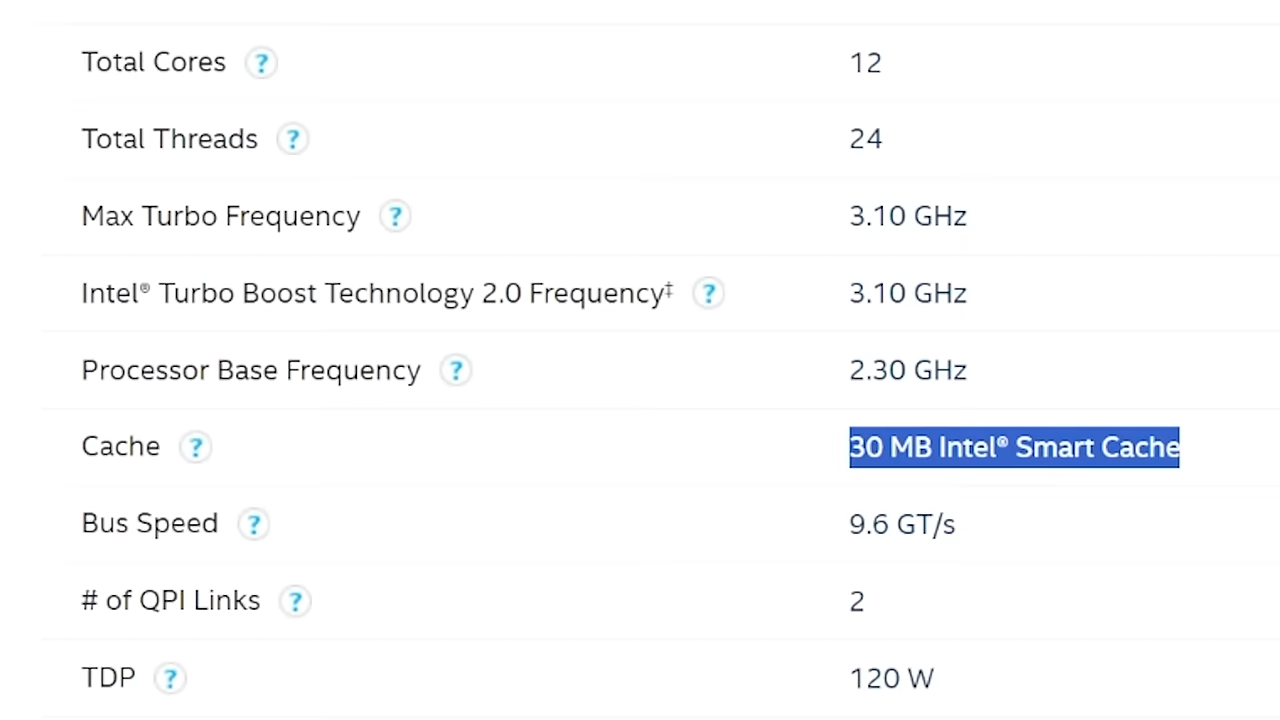 Total Cores ? 12
Total Threads ? 24
Max Turbo Frequency ? 3.10 GHz
Intel® Turbo Boost Technology 2.0 Frequency‡ ? 3.10 GHz
Processor Base Frequency ? 2.30 GHz
Cache ? 30 MB Intel® Smart Cache
Bus Speed ? 9.6 GT/s
# of QPI Links ? 2
TDP ? 120 W